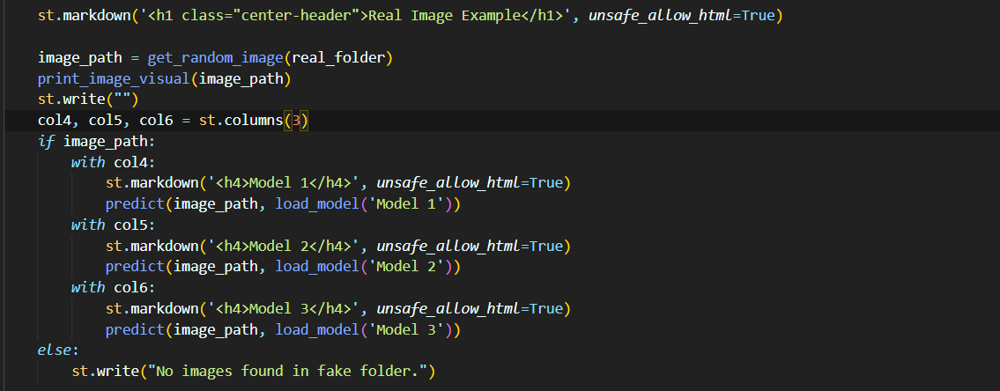 st.markdown('<h1 class="center-header">Real Image Example</h1>', unsafe_allow_html=True)
image_path = get_random_image(real_folder)
print_image_visual(image_path)
st.write("")
col4, col5, col6 = st.columns(3)
if image_path:
with col4:
st.markdown('<h4>Model 1</h4>', unsafe_allow_html=True)
predict(image_path, load_model('Model 1'))
with col5:
st.markdown('<h4>Model 2</h4>', unsafe_allow_html=True)
predict(image_path, load_model('Model 2'))
with col6:
st.markdown('<h4>Model 3</h4>', unsafe_allow_html=True)
predict(image_path, load_model('Model 3'))
else:
st.write("No images found in fake folder.")